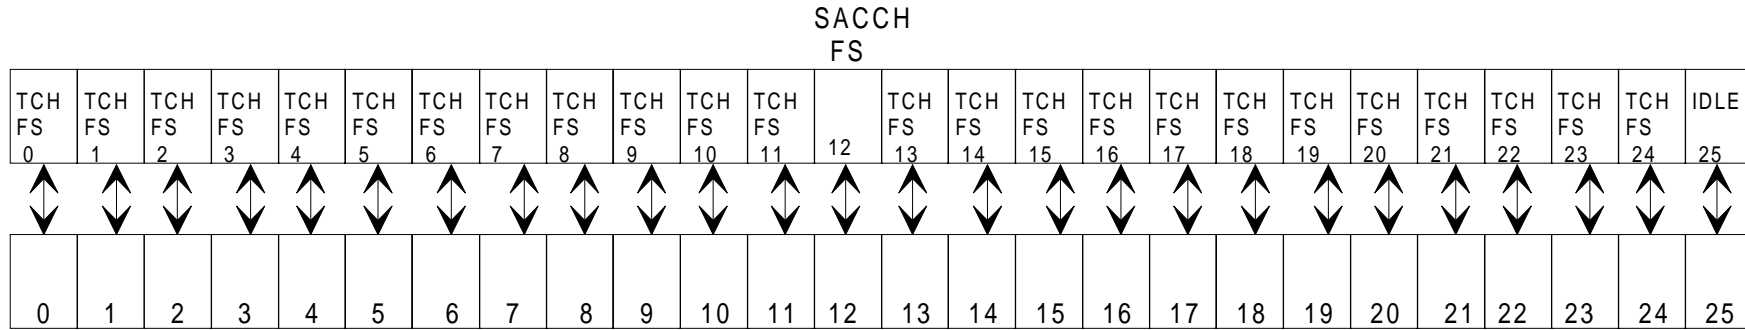 SACCH
FS
TCH TCH TCH TCH TCH TCH TCH TCH TCH TCH TCH TCH TCH TCH TCH TCH TCH TCH TCH TCH TCH TCH TCH TCH IDLE
FS FS FS FS FS FS FS FS FS FS FS FS FS FS FS FS FS FS FS FS FS FS FS FS
0 1 2 3 4 5 6 7 8 9 10 11 12 13 14 15 16 17 18 19 20 21 22 23 24 25
0 1 2 3 4 5 6 7 8 9 10 11 12 13 14 15 16 17 18 19 20 21 22 23 24 25